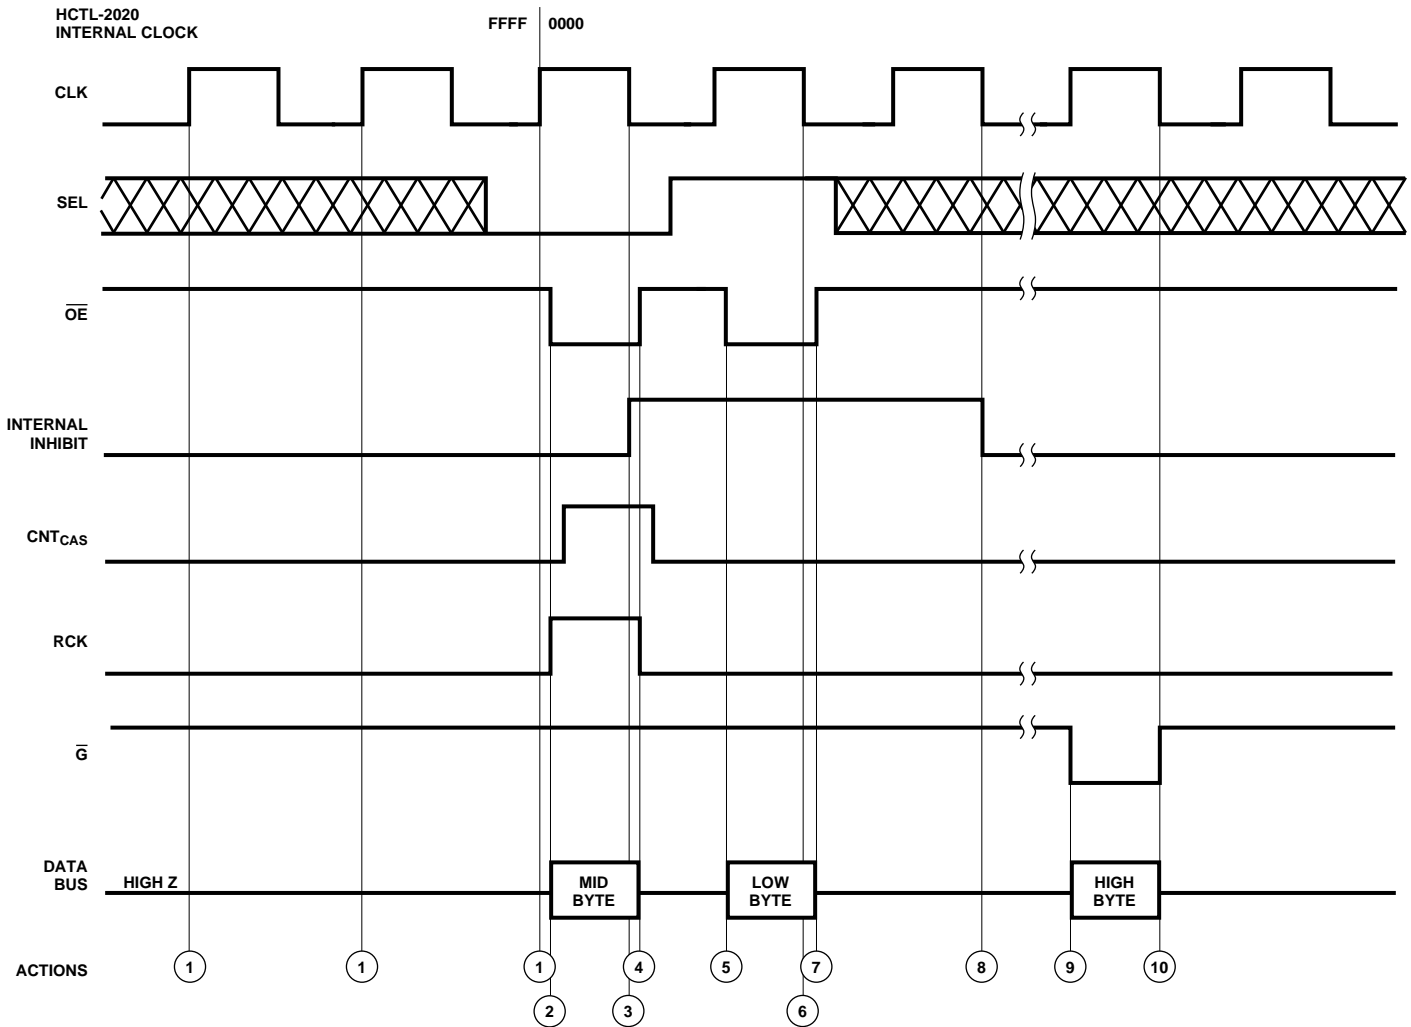 HCTL-2020
INTERNAL CLOCK
FFFF 0000
CLK
SEL
OE
INTERNAL
INHIBIT
CNTCAS
RCK
G
DATA
BUS
HIGH Z
MID
BYTE
LOW
BYTE
HIGH
BYTE
ACTIONS
1 1 1 4 5 7 8 9 10
2 3 6